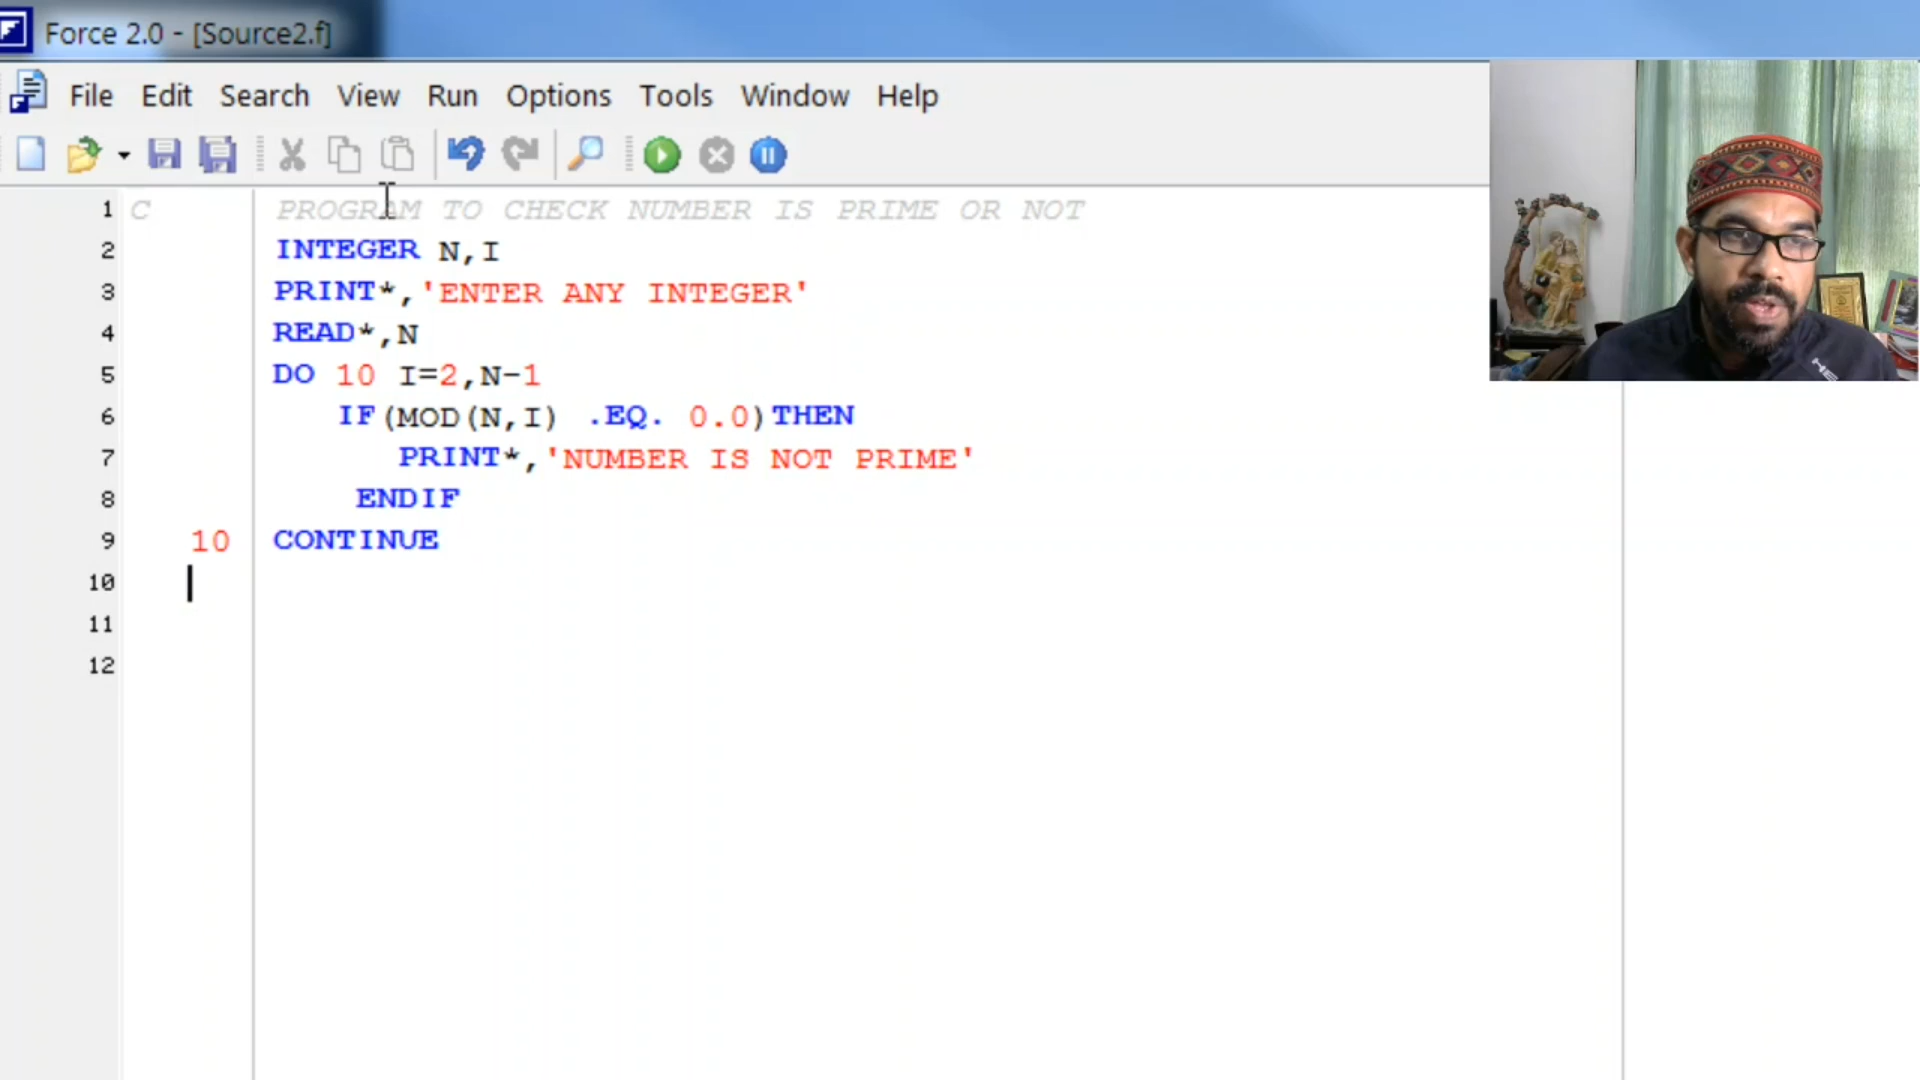 Force 2.0 - [Source2.f]
File Edit Search View Run Options Tools Window Help
1 C PROGRAM TO CHECK NUMBER IS PRIME OR NOT
2 INTEGER N,I
3 PRINT*,'ENTER ANY INTEGER'
4 READ*,N
5 DO 10 I=2,N-1
6 IF(MOD(N,I) .EQ. 0.0)THEN
7 PRINT*,'NUMBER IS NOT PRIME'
8 ENDIF
9 10 CONTINUE
10
11
12